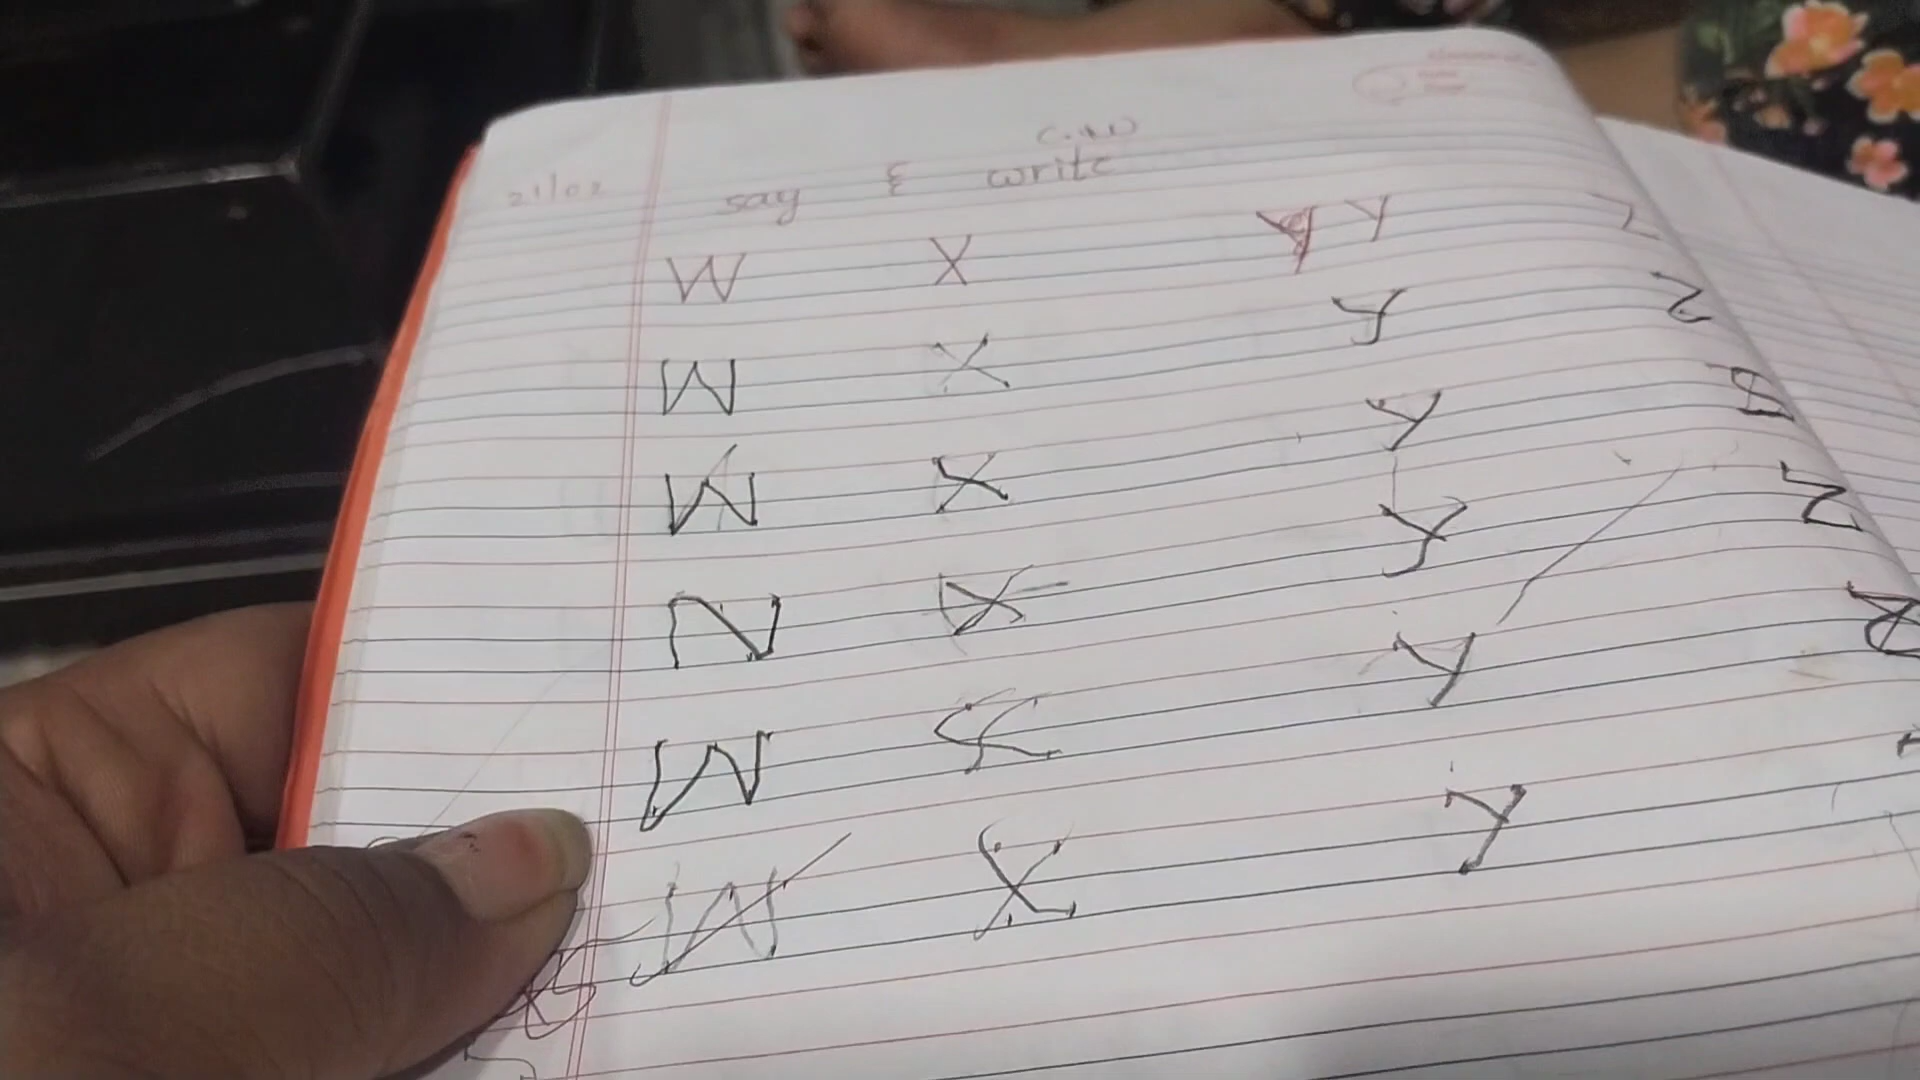 21/02
say & write (C.W)
W X Y Y Z
W X Y Z
W X Y Z
N X Y Z
W X Y
W X Y